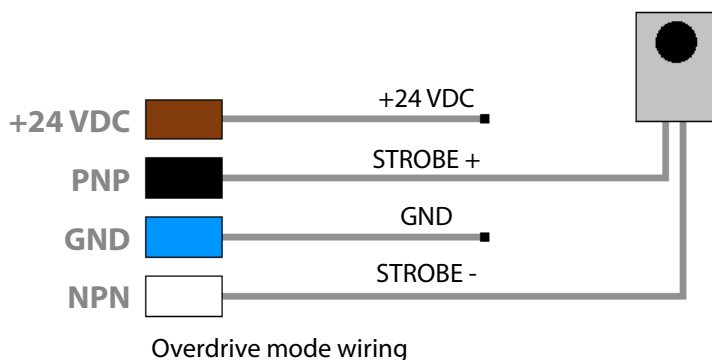 +24 VDC
+24 VDC
PNP
STROBE +
GND
GND
NPN
STROBE -
Overdrive mode wiring